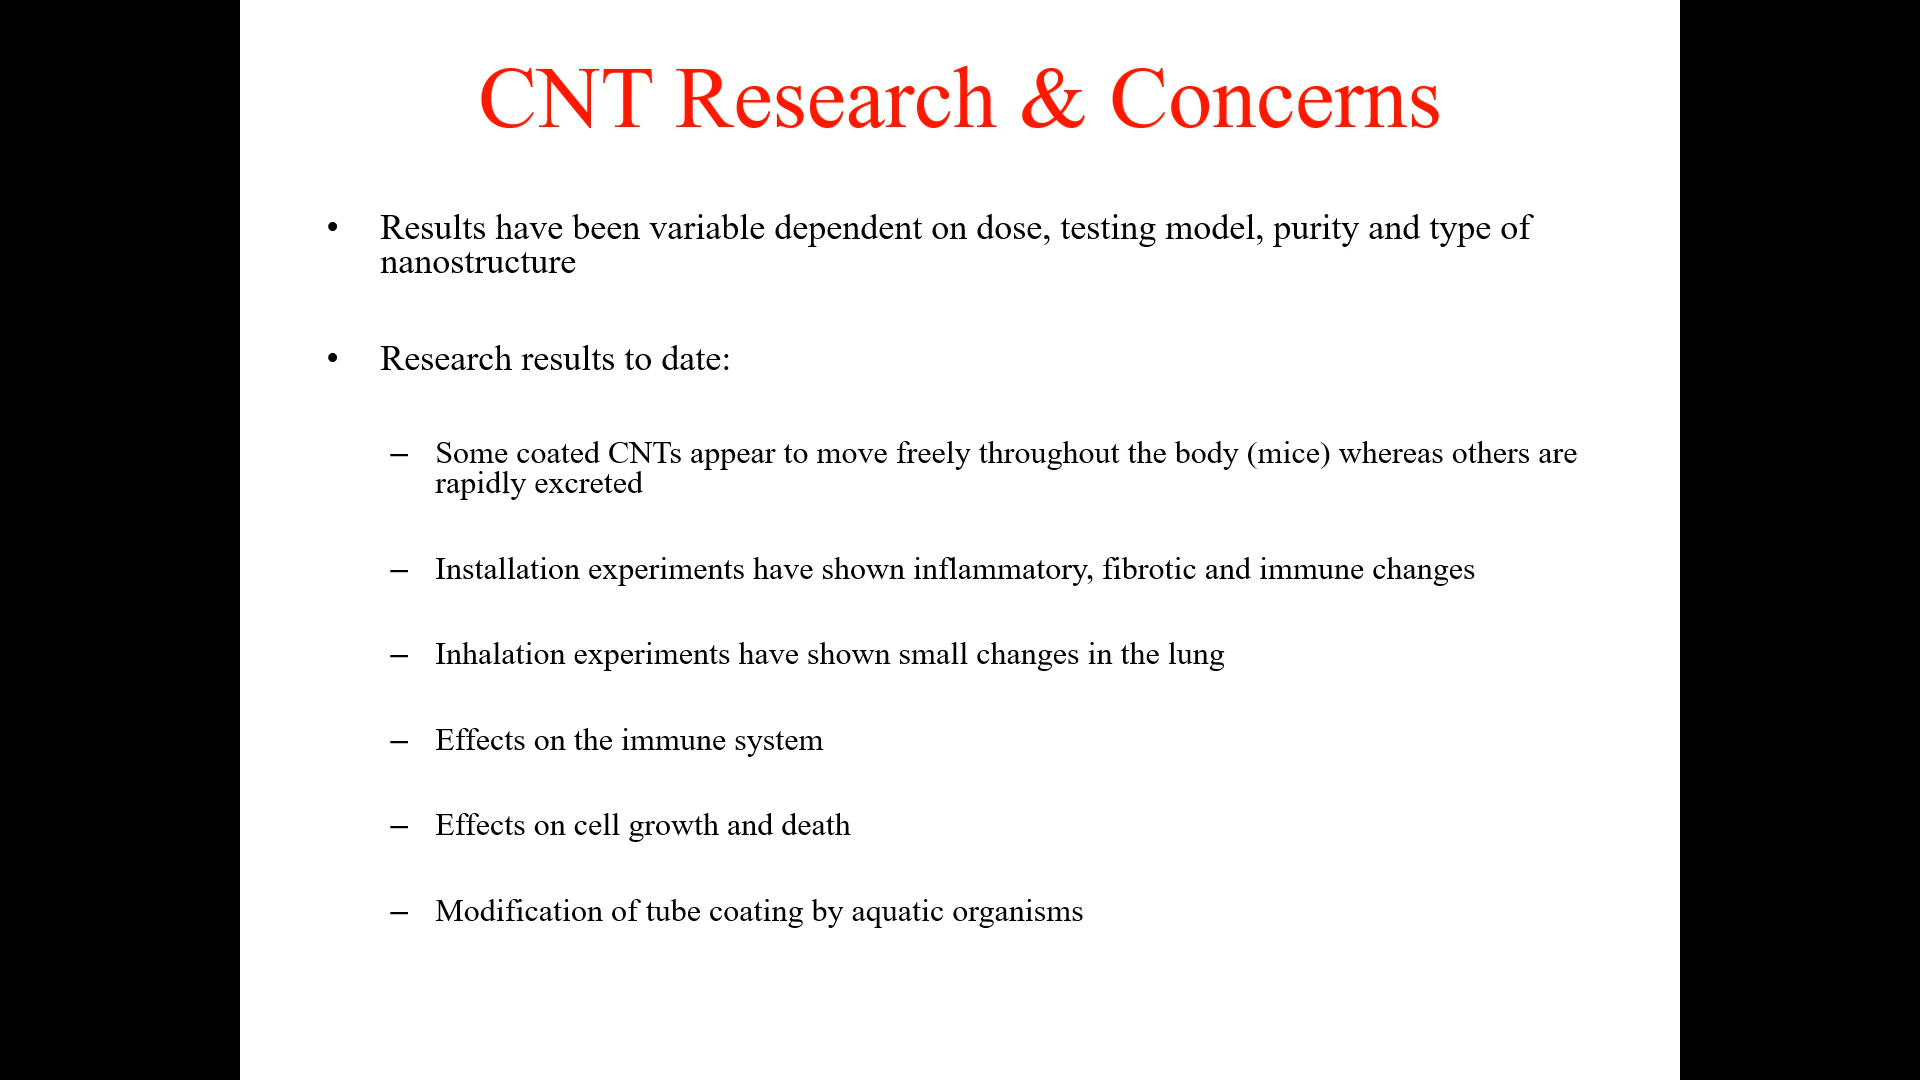 CNT Research & Concerns
• Results have been variable dependent on dose, testing model, purity and type of
nanostructure
• Research results to date:
– Some coated CNTs appear to move freely throughout the body (mice) whereas others are
rapidly excreted
– Installation experiments have shown inflammatory, fibrotic and immune changes
– Inhalation experiments have shown small changes in the lung
– Effects on the immune system
– Effects on cell growth and death
– Modification of tube coating by aquatic organisms